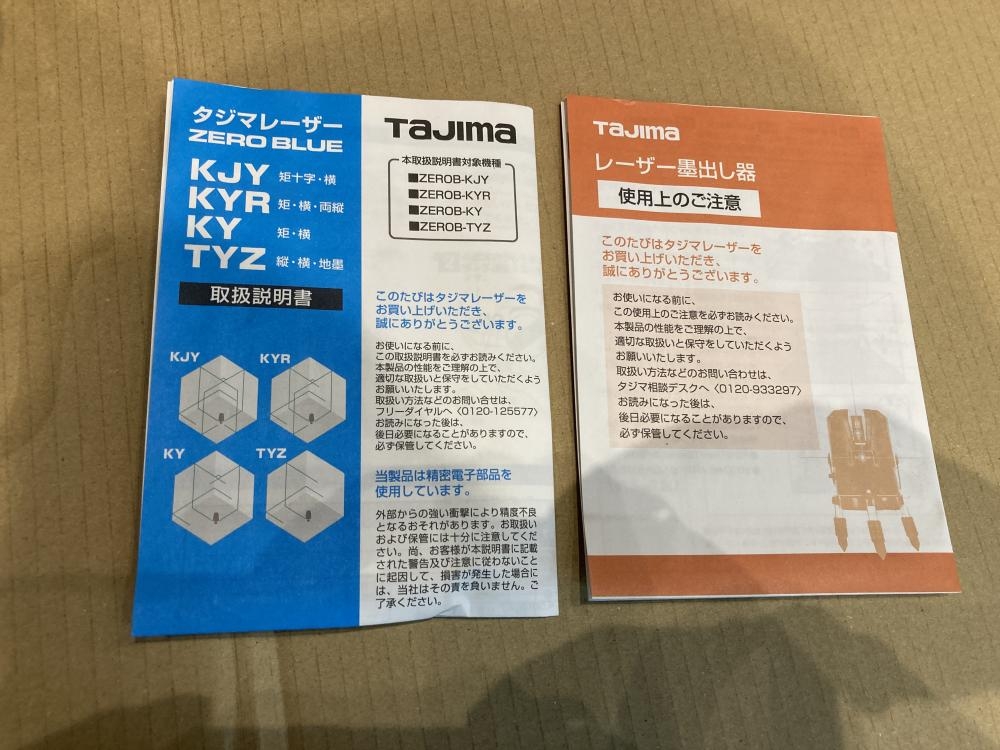 タジマレーザー
ZERO BLUE
KJY 矩十字・横
KYR 矩・横・両縦
KY 矩・横
TYZ 縦・横・地墨
取扱説明書
KJY
KYR
KY
TYZ
TAJIMA
本取扱説明書対象機種
■ZEROB-KJY
■ZEROB-KYR
■ZEROB-KY
■ZEROB-TYZ
このたびはタジマレーザーを
お買い上げいただき、
誠にありがとうございます。
お使いになる前に、
この取扱説明書を必ずお読みください。
本製品の性能をご理解の上で、
適切な取扱いと保守をしていただくよう
お願いいたします。
取扱い方法などのお問い合せは、
フリーダイヤルへ〈0120-125577〉
お読みになった後は、
後日必要になることがありますので、
必ず保管してください。
当製品は精密電子部品を
使用しています。
外部からの強い衝撃により精度不良
となるおそれがあります。お取扱い
および保管には十分に注意してくだ
さい。尚、お客様が本説明書に記載
された警告及び注意に従わないこと
に起因して、損害が発生した場合に
は、当社はその責を負いません。ご
了承ください。
TAJIMA
レーザー墨出し器
使用上のご注意
このたびはタジマレーザーを
お買い上げいただき、
誠にありがとうございます。
お使いになる前に、
この使用上のご注意を必ずお読みください。
本製品の性能をご理解の上で、
適切な取扱いと保守をしていただくよう
お願いいたします。
取扱い方法などのお問い合わせは、
タジマ相談デスクへ〈0120-933297〉
お読みになった後は、
後日必要になることがありますので、
必ず保管してください。